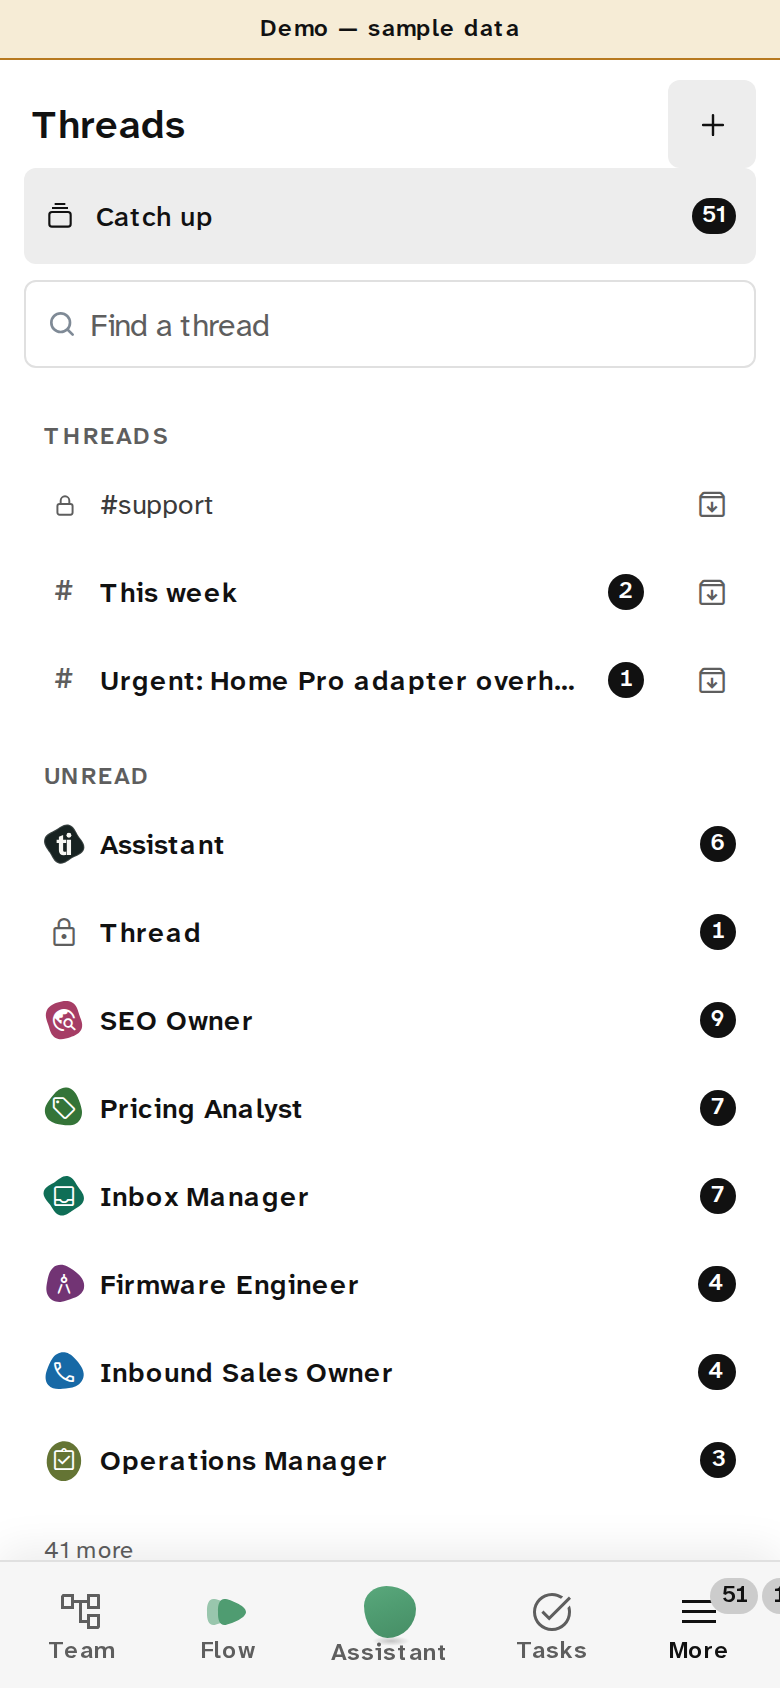 Demo — sample data
Threads
Catch up 51
Find a thread
THREADS
#support
# This week 2
# Urgent: Home Pro adapter overh... 1
UNREAD
ti Assistant 6
Thread 1
SEO Owner 9
Pricing Analyst 7
Inbox Manager 7
Firmware Engineer 4
Inbound Sales Owner 4
Operations Manager 3
41 more
51
Team Flow Assistant Tasks More